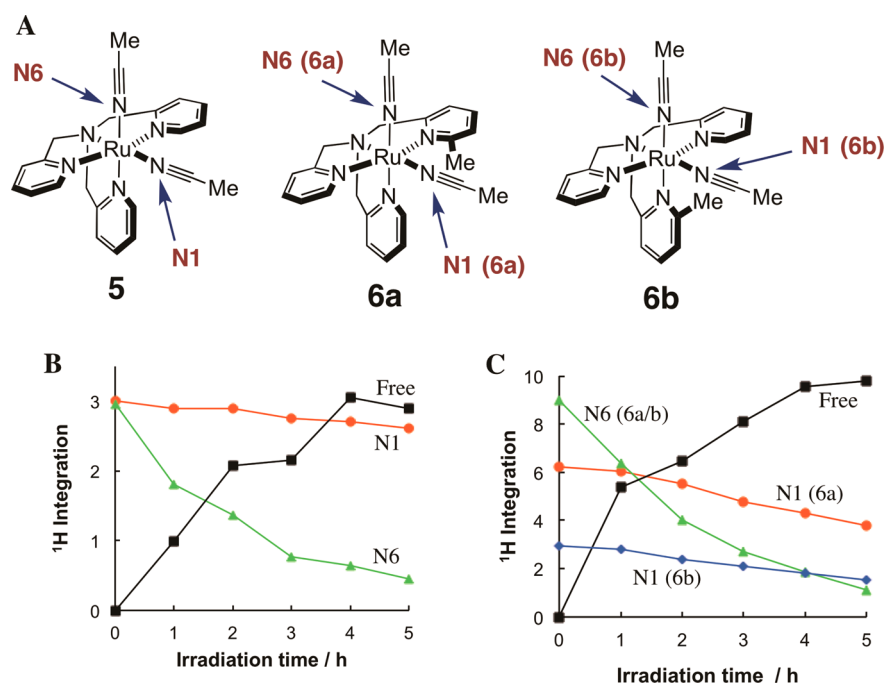 A
Me
N6
N
N
N
N
Ru
N
N
Me
N1
5
Me
N6 (6a)
N
N
N
Me
N
Ru
N
N
Me
N1 (6a)
6a
Me
N6 (6b)
N
N
N
N
Ru
N
N
Me
Me
N1 (6b)
6b
B
¹H Integration
3
2
1
0
Free
N1
N6
0 1 2 3 4 5
Irradiation time / h
C
¹H Integration
10
8
6
4
2
0
N6 (6a/b)
Free
N1 (6a)
N1 (6b)
0 1 2 3 4 5
Irradiation time / h